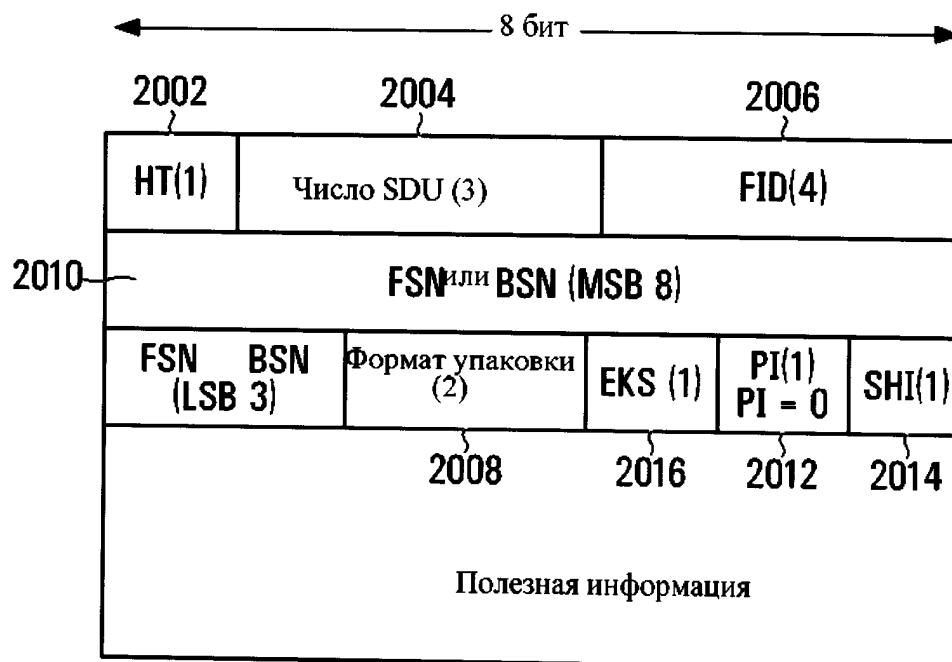 8 бит
2002 2004 2006
HT(1) Число SDU (3) FID(4)
2010 FSN или BSN (MSB 8)
FSN BSN (LSB 3) Формат упаковки (2) EKS (1) PI(1) PI = 0 SHI(1)
2008 2016 2012 2014
Полезная информация